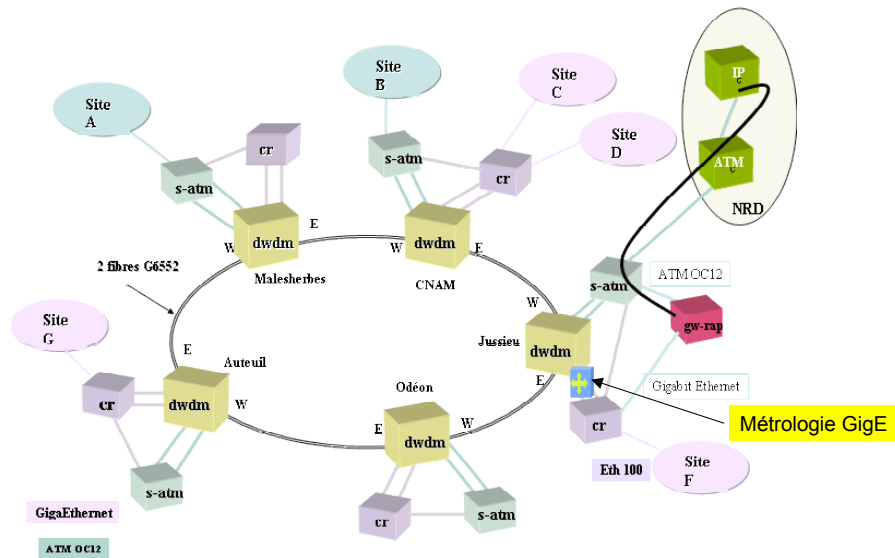 Site
A
Site
B
Site
C
Site
D
IP
C
ATM
C
NRD
cr
s-atm
s-atm
cr
dwdm
E
W
Malesherbes
dwdm
W
E
CNAM
2 fibres G6552
s-atm
ATM OC12
gw-rap
W
Jussieu
dwdm
E
Gigabit Ethernet
Métrologie GigE
cr
Eth 100
Site
F
Site
G
E
Auteuil
cr
dwdm
W
s-atm
Odéon
E
dwdm
W
cr
s-atm
GigaEthernet
ATM OC12